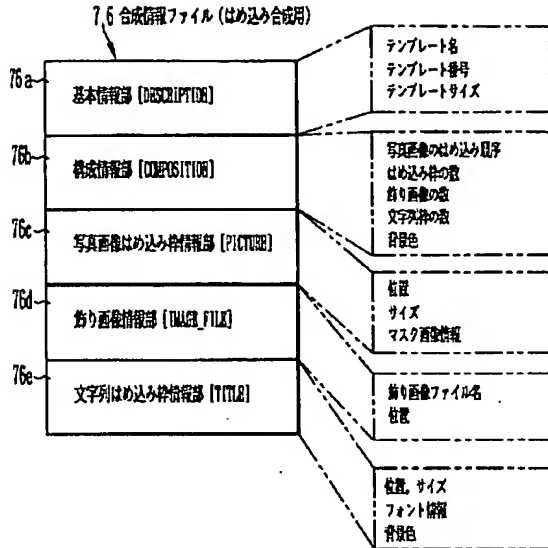 76 合成情報ファイル(はめ込み合成用)
76a
基本情報部 [DESCRIPTION]
テンプレート名
テンプレート番号
テンプレートサイズ
76b
構成情報部 [COMPOSITION]
写真画像のはめ込み順序
はめ込み枠の数
飾り画像の数
文字列枠の数
背景色
76c
写真画像はめ込み枠情報部 [PICTURE]
位置
サイズ
マスク画像情報
76d
飾り画像情報部 [IMAGE_FILE]
飾り画像ファイル名
位置
76e
文字列はめ込み枠情報部 [TITLE]
位置, サイズ
フォント情報
背景色